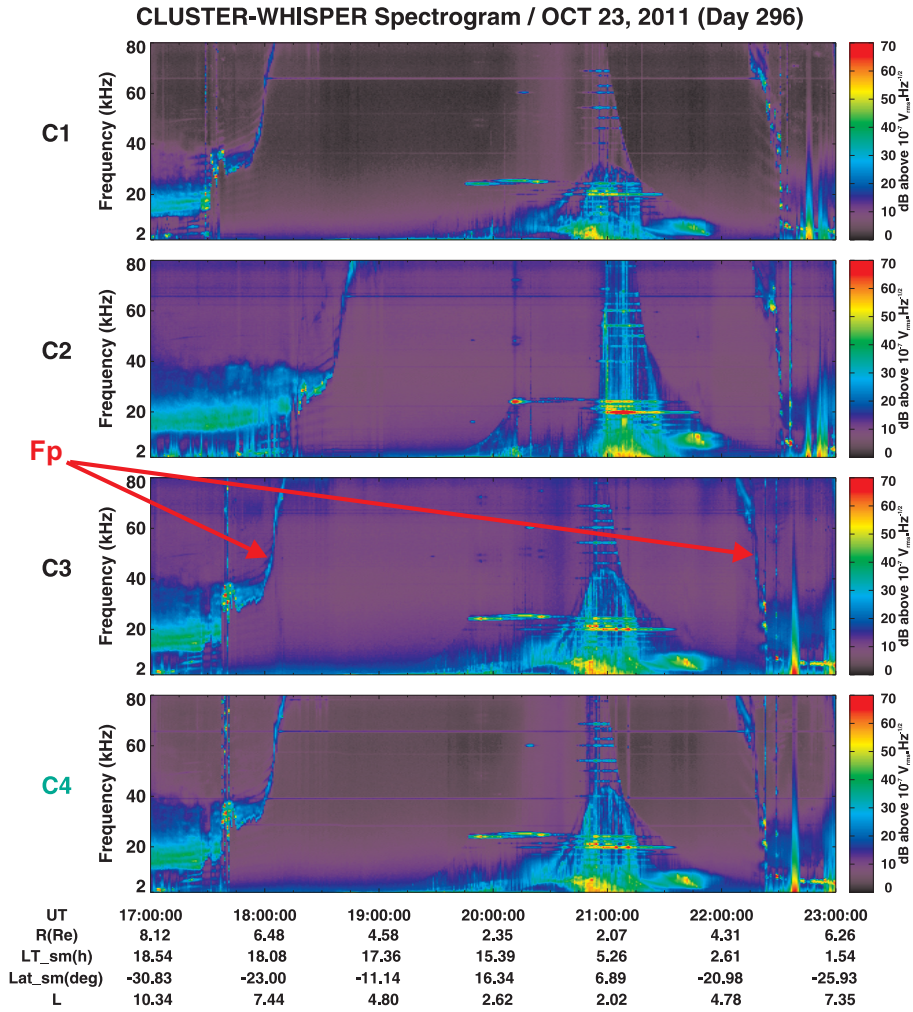 CLUSTER-WHISPER Spectrogram / OCT 23, 2011 (Day 296)
C1
Frequency (kHz)
80
60
40
20
2
70
60
50
40
30
20
10
0
dB above 10⁻⁷ Vrms.Hz⁻¹/²
C2
Frequency (kHz)
80
60
40
20
2
70
60
50
40
30
20
10
0
dB above 10⁻⁷ Vrms.Hz⁻¹/²
Fp
C3
Frequency (kHz)
80
60
40
20
2
70
60
50
40
30
20
10
0
dB above 10⁻⁷ Vrms.Hz⁻¹/²
C4
Frequency (kHz)
80
60
40
20
2
70
60
50
40
30
20
10
0
dB above 10⁻⁷ Vrms.Hz⁻¹/²
UT 17:00:00 18:00:00 19:00:00 20:00:00 21:00:00 22:00:00 23:00:00
R(Re) 8.12 6.48 4.58 2.35 2.07 4.31 6.26
LT_sm(h) 18.54 18.08 17.36 15.39 5.26 2.61 1.54
Lat_sm(deg) -30.83 -23.00 -11.14 16.34 6.89 -20.98 -25.93
L 10.34 7.44 4.80 2.62 2.02 4.78 7.35